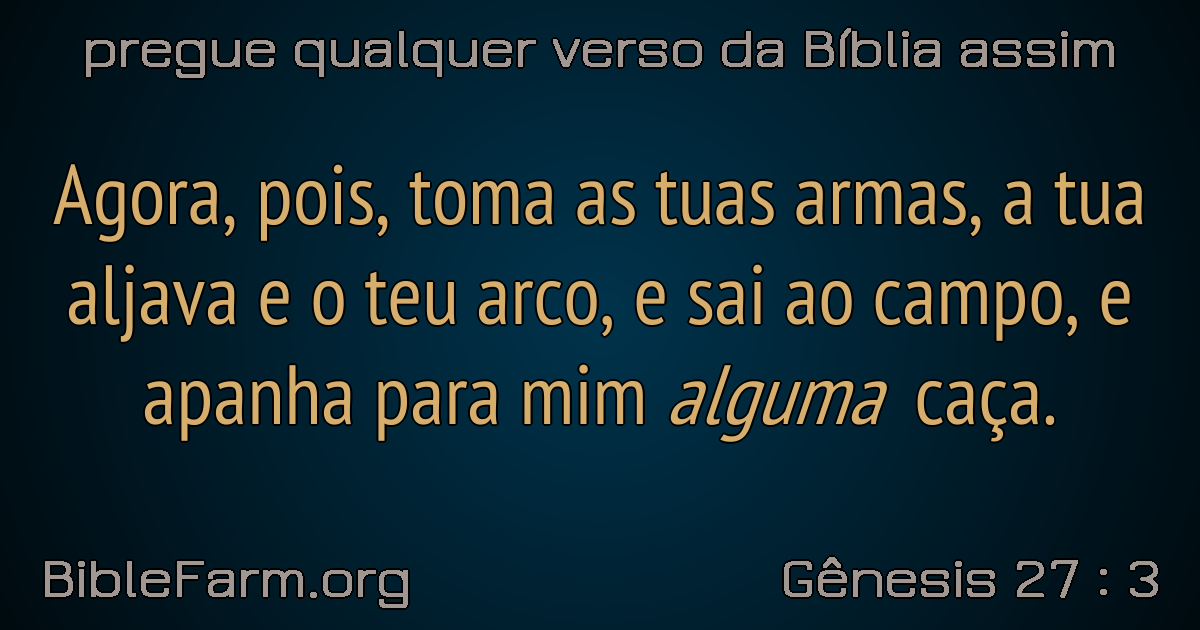 pregue qualquer verso da Bíblia assim
Agora, pois, toma as tuas armas, a tua
aljava e o teu arco, e sai ao campo, e
apanha para mim alguma caça.
BibleFarm.org
Gênesis 27 : 3